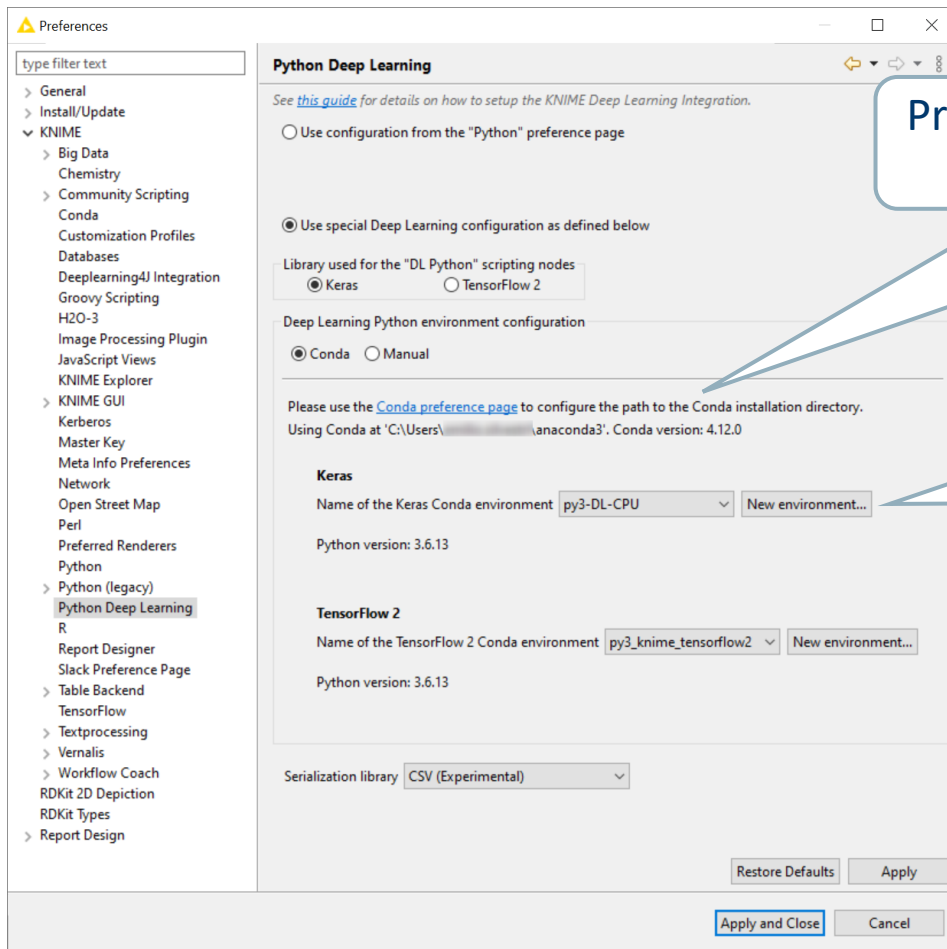 Preferences
type filter text
General
Install/Update
KNIME
Big Data
Chemistry
Community Scripting
Conda
Customization Profiles
Databases
Deeplearning4J Integration
Groovy Scripting
H2O-3
Image Processing Plugin
JavaScript Views
KNIME Explorer
KNIME GUI
Kerberos
Master Key
Meta Info Preferences
Network
Open Street Map
Perl
Preferred Renderers
Python
Python (legacy)
Python Deep Learning
R
Report Designer
Slack Preference Page
Table Backend
TensorFlow
Textprocessing
Vernalis
Workflow Coach
RDKit 2D Depiction
RDKit Types
Report Design
Python Deep Learning
See this guide for details on how to setup the KNIME Deep Learning Integration.
Use configuration from the "Python" preference page
Use special Deep Learning configuration as defined below
Library used for the "DL Python" scripting nodes
Keras TensorFlow 2
Deep Learning Python environment configuration
Conda Manual
Please use the Conda preference page to configure the path to the Conda installation directory.
Using Conda at 'C:\Users\ \anaconda3'. Conda version: 4.12.0
Keras
Name of the Keras Conda environment py3-DL-CPU New environment...
Python version: 3.6.13
TensorFlow 2
Name of the TensorFlow 2 Conda environment py3_knime_tensorflow2 New environment...
Python version: 3.6.13
Serialization library CSV (Experimental)
Restore Defaults Apply
Apply and Close Cancel
Pr